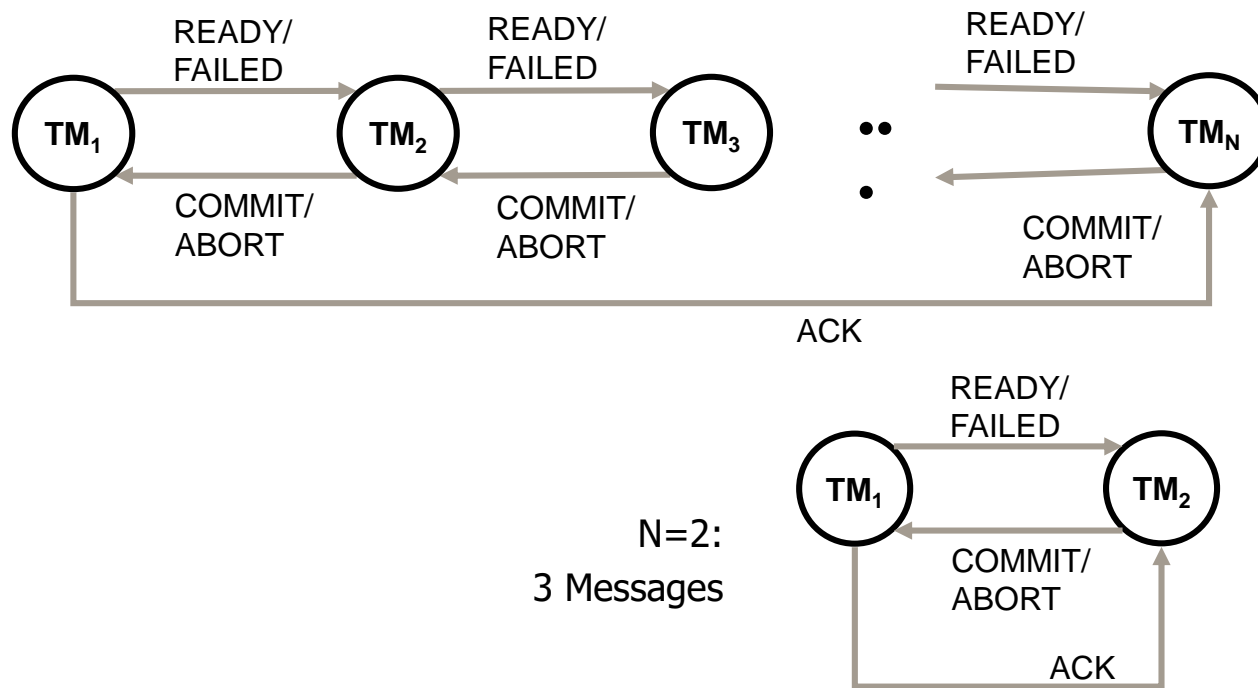 READY/
FAILED
READY/
FAILED
READY/
FAILED
TM₁
TM₂
TM₃
TM_N
COMMIT/
ABORT
COMMIT/
ABORT
COMMIT/
ABORT
ACK
READY/
FAILED
TM₁
TM₂
N=2:
3 Messages
COMMIT/
ABORT
ACK